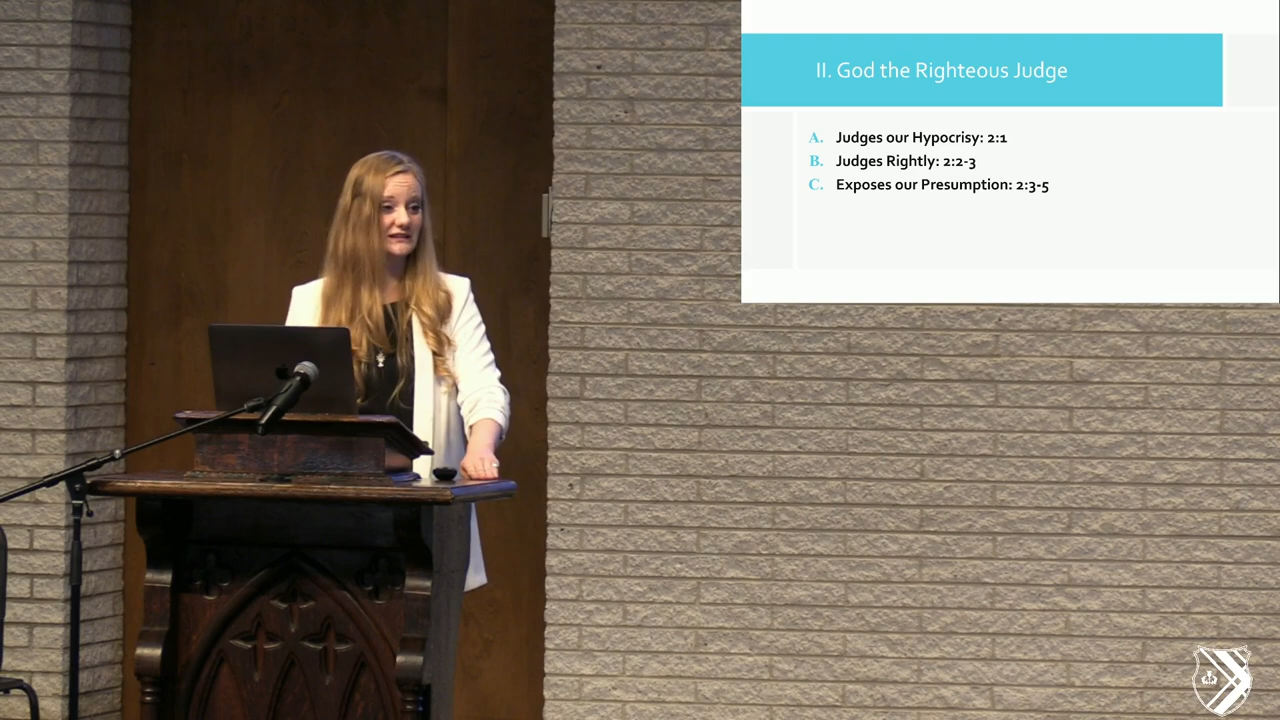 II. God the Righteous Judge
A. Judges our Hypocrisy: 2:1
B. Judges Rightly: 2:2-3
C. Exposes our Presumption: 2:3-5